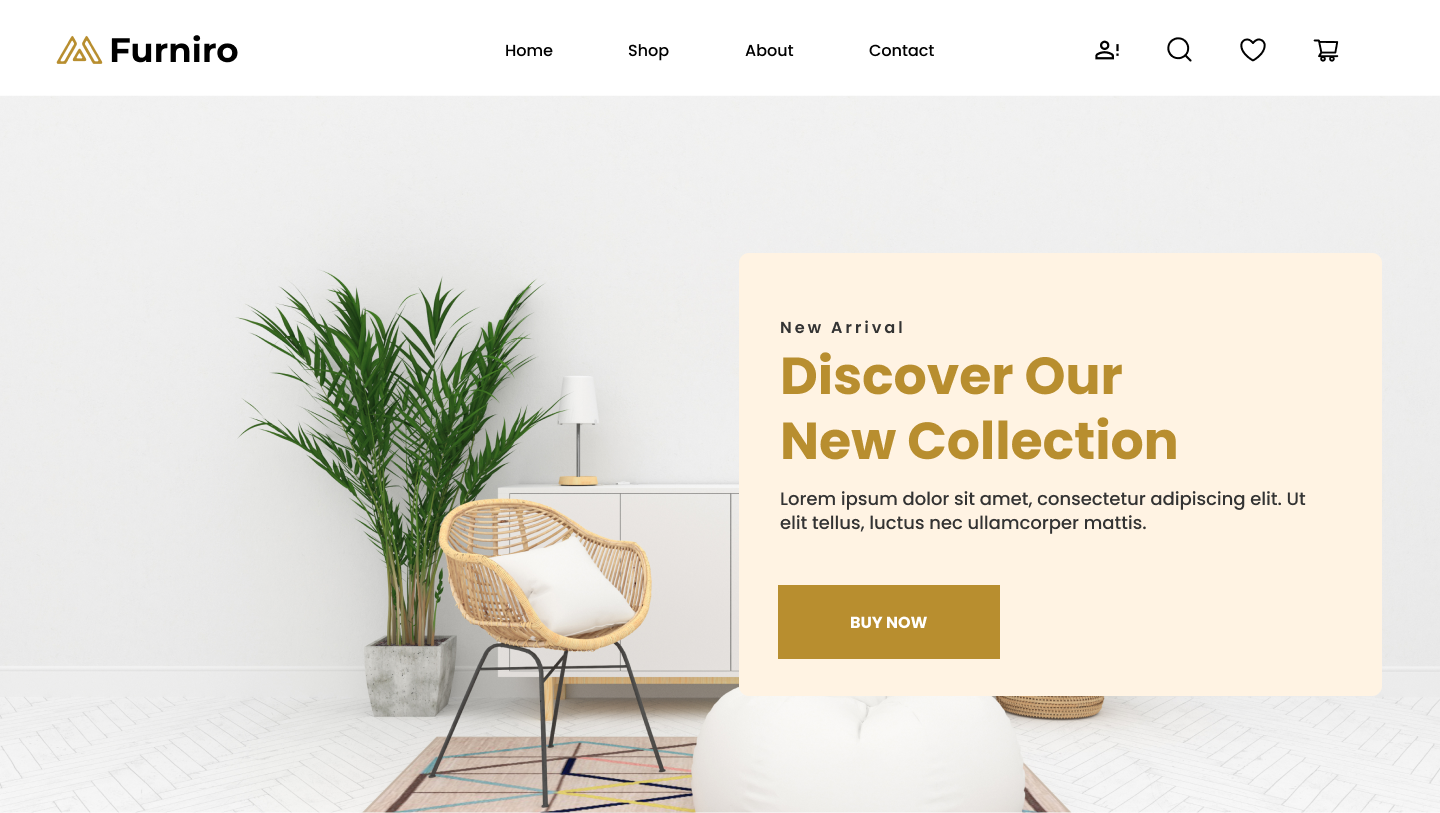 Furniro
Home
Shop
About
Contact
New Arrival
Discover Our
New Collection
Lorem ipsum dolor sit amet, consectetur adipiscing elit. Ut
elit tellus, luctus nec ullamcorper mattis.
BUY NOW